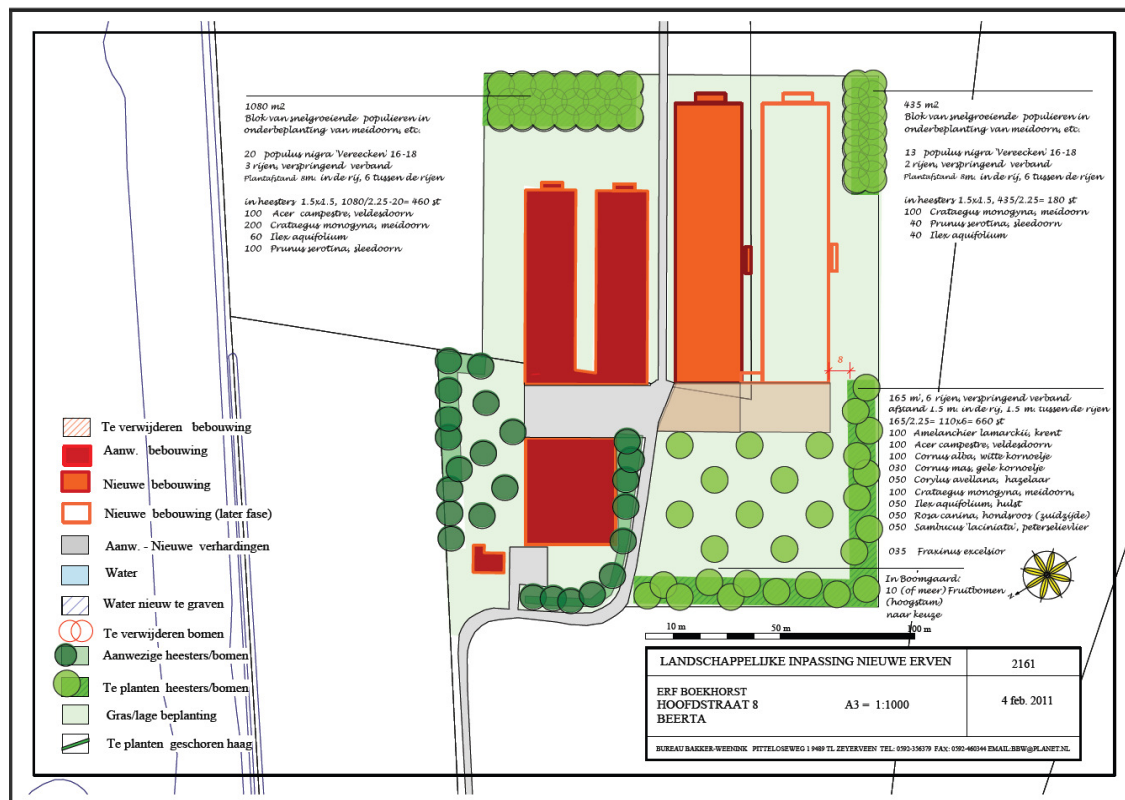 1080 m2
Blok van snelgroeiende populieren in
onderbeplanting van meidoorn, etc.
20 populus nigra 'Vereecken' 16-18
3 rijen, verspringend verband
Plantafstand 8m. in de rij, 6 tussen de rijen
in heesters 1.5x1.5, 1080/2.25-20= 460 st
100 Acer campestre, veldesdoorn
200 Crataegus monogyna, meidoorn
60 Ilex aquifolium
100 Prunus serotina, sleedoorn
435 m2
Blok van snelgroeiende populieren in
onderbeplanting van meidoorn, etc.
13 populus nigra 'Vereecken' 16-18
2 rijen, verspringend verband
Plantafstand 8m. in de rij, 6 tussen de rijen
in heesters 1.5x1.5, 435/2.25= 180 st
100 Crataegus monogyna, meidoorn
40 Prunus serotina, sleedoorn
40 Ilex aquifolium
8
165 m', 6 rijen, verspringend verband
afstand 1.5 m. in de rij, 1.5 m. tussen de rijen
165/2.25= 110x6= 660 st
100 Amelanchier lamarckii, krent
100 Acer campestre, veldesdoorn
100 Cornus alba, witte kornoelje
030 Cornus mas, gele kornoelje
050 Corylus avellana, hazelaar
100 Crataegus monogyna, meidoorn,
050 Ilex aquifolium, hulst
050 Rosa canina, hondsroos (zuidzijde)
050 Sambucus 'laciniata', peterselievlier
035 Fraxinus excelsior
In Boomgaard:
10 (of meer) Fruitbomen
(hoogstam)
naar keuze
Te verwijderen bebouwing
Aanw. bebouwing
Nieuwe bebouwing
Nieuwe bebouwing (later fase)
Aanw. - Nieuwe verhardingen
Water
Water nieuw te graven
Te verwijderen bomen
Aanwezige heesters/bomen
Te planten heesters/bomen
Gras/lage beplanting
Te planten geschoren haag
10 m
50 m
100 m
LANDSCHAPPELIJKE INPASSING NIEUWE ERVEN
2161
ERF BOEKHORST
HOOFDSTRAAT 8
BEERTA
A3 = 1:1000
4 feb. 2011
BUREAU BAKKER-WEENINK PITTELOSEWEG 1 9489 TL ZEYERVEEN TEL: 0592-356379 FAX: 0592-460344 EMAIL:BBW@PLANET.NL